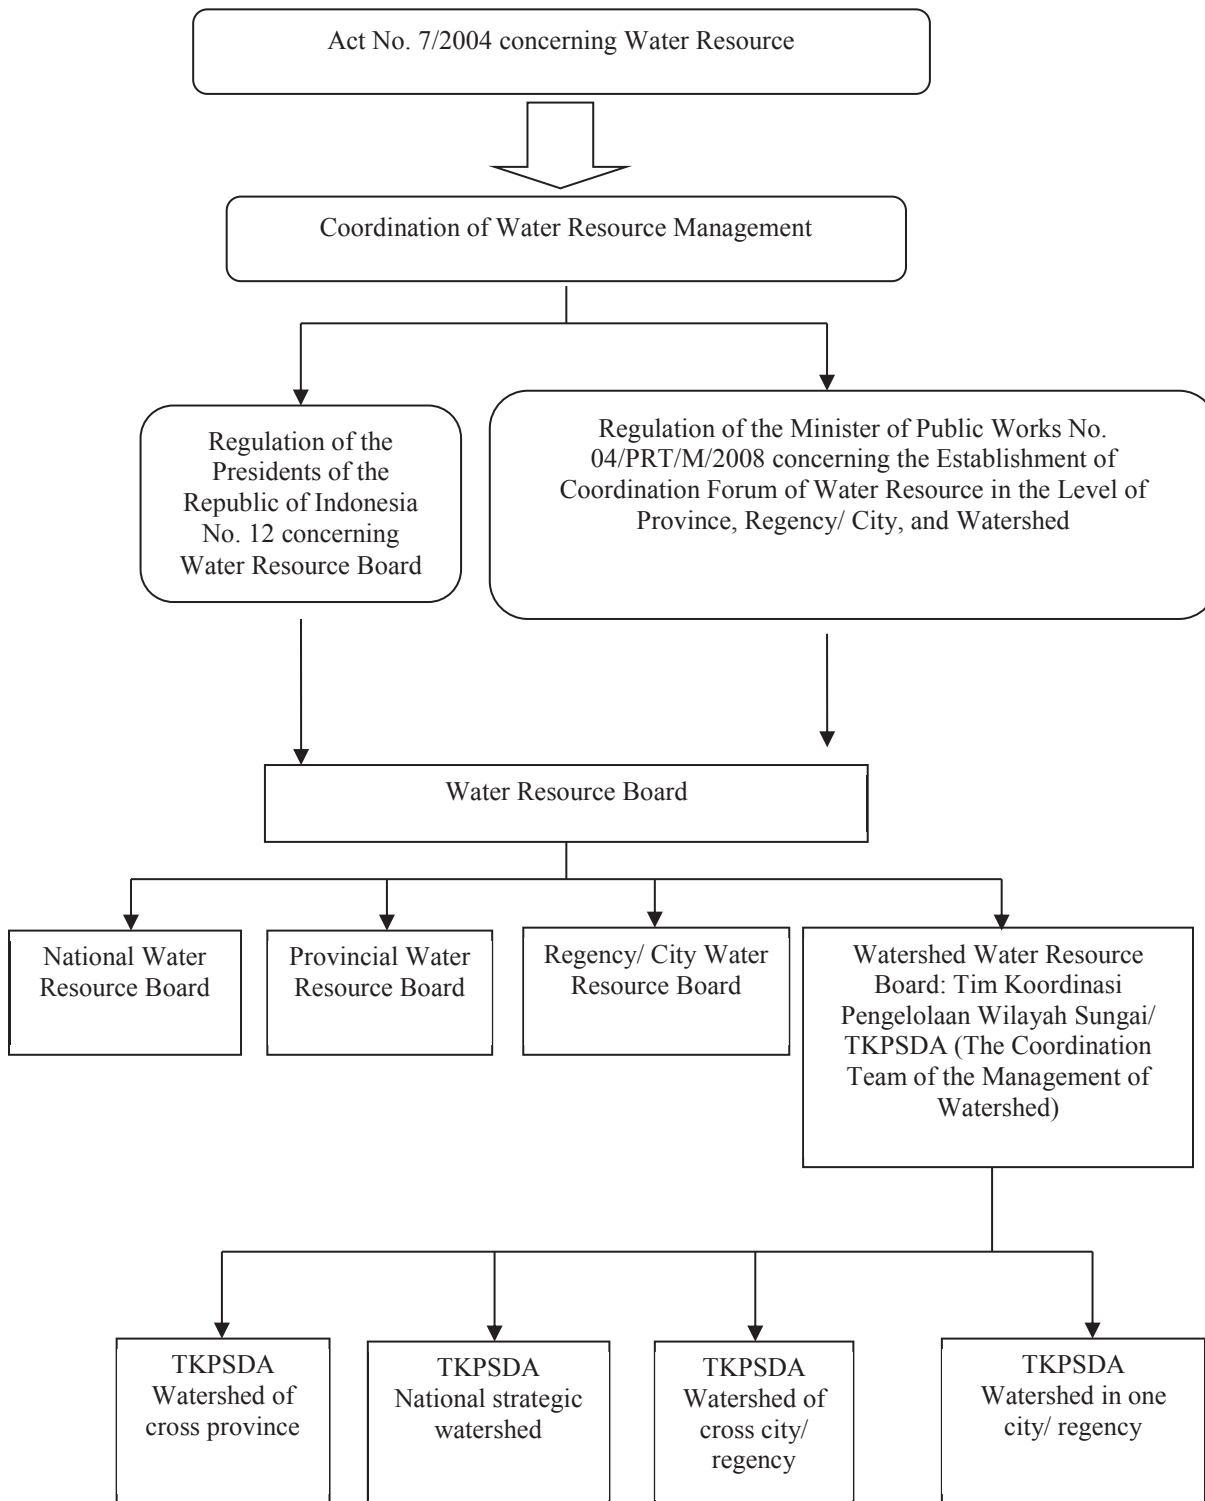 Act No. 7/2004 concerning Water Resource
Coordination of Water Resource Management
Regulation of the
Presidents of the
Republic of Indonesia
No. 12 concerning
Water Resource Board
Regulation of the Minister of Public Works No.
04/PRT/M/2008 concerning the Establishment of
Coordination Forum of Water Resource in the Level of
Province, Regency/ City, and Watershed
Water Resource Board
National Water
Resource Board
Provincial Water
Resource Board
Regency/ City Water
Resource Board
Watershed Water Resource
Board: Tim Koordinasi
Pengelolaan Wilayah Sungai/
TKPSDA (The Coordination
Team of the Management of
Watershed)
TKPSDA
Watershed of
cross province
TKPSDA
National strategic
watershed
TKPSDA
Watershed of
cross city/
regency
TKPSDA
Watershed in one
city/ regency